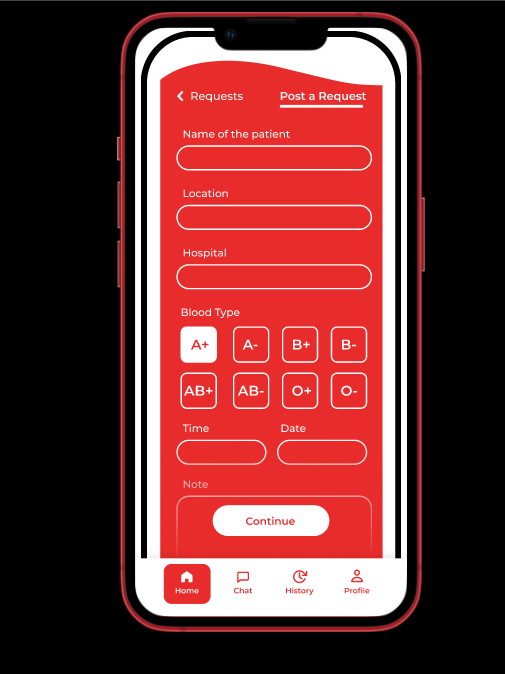 Requests Post a Request
Name of the patient
Location
Hospital
Blood Type
A+ A- B+ B-
AB+ AB- O+ O-
Time Date
Note
Continue
Home Chat History Profile